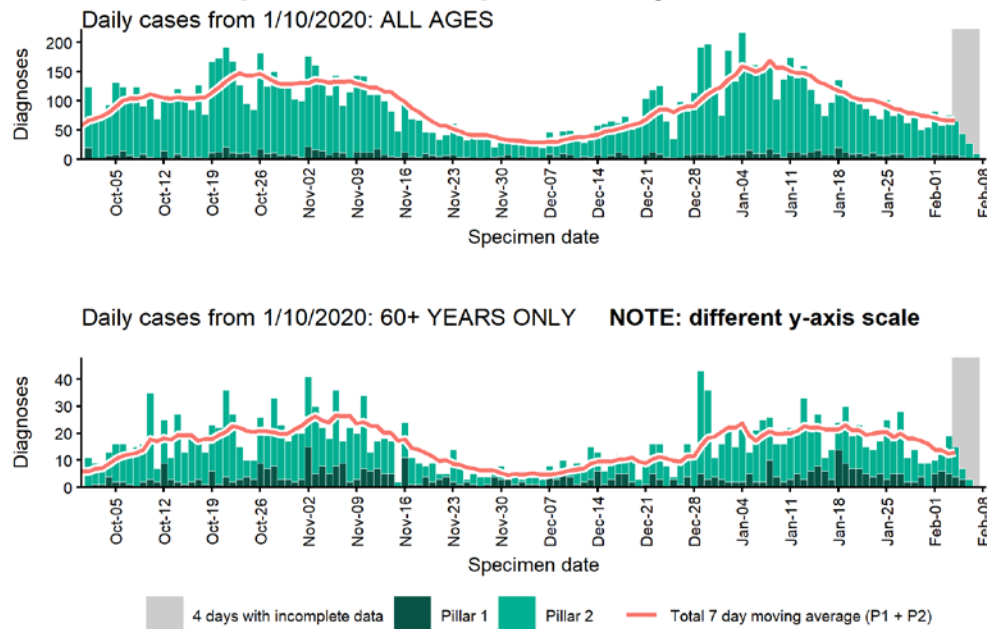 Daily cases from 1/10/2020: ALL AGES
200
150
100
50
0
Diagnoses
Oct-05
Oct-12
Oct-19
Oct-26
Nov-02
Nov-09
Nov-16
Nov-23
Nov-30
Dec-07
Dec-14
Dec-21
Dec-28
Jan-04
Jan-11
Jan-18
Jan-25
Feb-01
Feb-08
Specimen date
Daily cases from 1/10/2020: 60+ YEARS ONLY NOTE: different y-axis scale
40
30
20
10
0
Diagnoses
Oct-05
Oct-12
Oct-19
Oct-26
Nov-02
Nov-09
Nov-16
Nov-23
Nov-30
Dec-07
Dec-14
Dec-21
Dec-28
Jan-04
Jan-11
Jan-18
Jan-25
Feb-01
Feb-08
Specimen date
4 days with incomplete data Pillar 1 Pillar 2 Total 7 day moving average (P1 + P2)